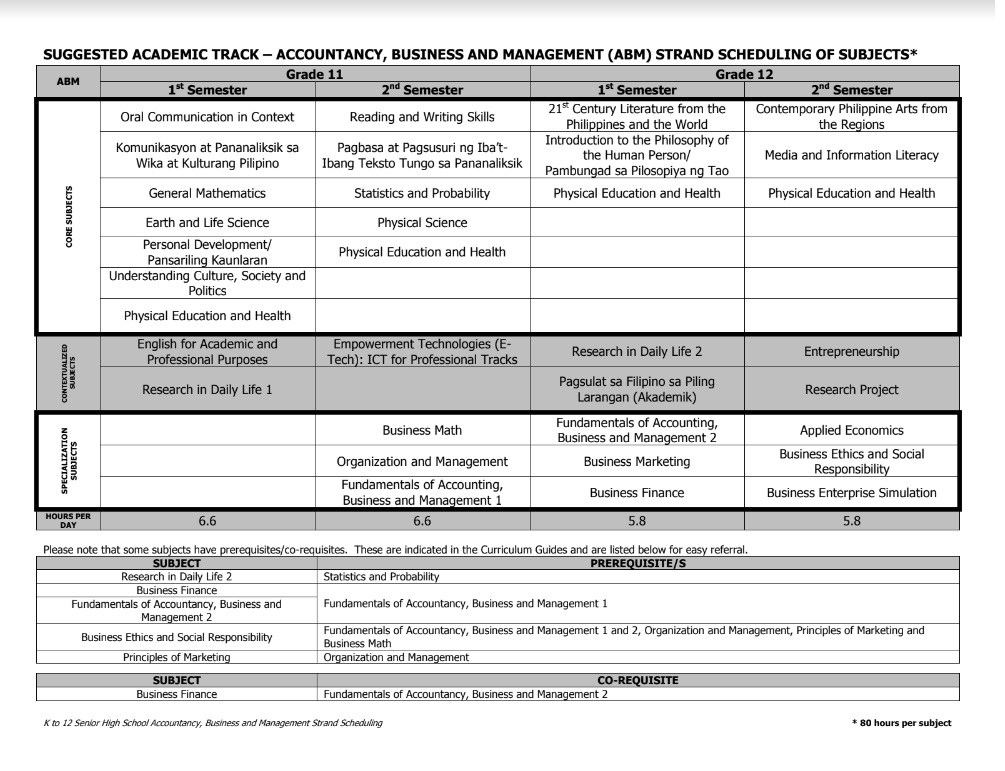 SUGGESTED ACADEMIC TRACK – ACCOUNTANCY, BUSINESS AND MANAGEMENT (ABM) STRAND SCHEDULING OF SUBJECTS*
ABM
Grade 11
Grade 12
1st Semester
2nd Semester
1st Semester
2nd Semester
CORE SUBJECTS
Oral Communication in Context
Reading and Writing Skills
21st Century Literature from the
Philippines and the World
Contemporary Philippine Arts from
the Regions
Komunikasyon at Pananaliksik sa
Wika at Kulturang Pilipino
Pagbasa at Pagsusuri ng Iba't-
Ibang Teksto Tungo sa Pananaliksik
Introduction to the Philosophy of
the Human Person/
Pambungad sa Pilosopiya ng Tao
Media and Information Literacy
General Mathematics
Statistics and Probability
Physical Education and Health
Physical Education and Health
Earth and Life Science
Physical Science
Personal Development/
Pansariling Kaunlaran
Physical Education and Health
Understanding Culture, Society and
Politics
Physical Education and Health
CONTEXTUALIZED
SUBJECTS
English for Academic and
Professional Purposes
Empowerment Technologies (E-
Tech): ICT for Professional Tracks
Research in Daily Life 2
Entrepreneurship
Research in Daily Life 1
Pagsulat sa Filipino sa Piling
Larangan (Akademik)
Research Project
SPECIALIZATION
SUBJECTS
Business Math
Fundamentals of Accounting,
Business and Management 2
Applied Economics
Organization and Management
Business Marketing
Business Ethics and Social
Responsibility
Fundamentals of Accounting,
Business and Management 1
Business Finance
Business Enterprise Simulation
HOURS PER
DAY
6.6
6.6
5.8
5.8
Please note that some subjects have prerequisites/co-requisites. These are indicated in the Curriculum Guides and are listed below for easy referral.
SUBJECT
PREREQUISITE/S
Research in Daily Life 2
Statistics and Probability
Business Finance
Fundamentals of Accountancy, Business and
Management 2
Fundamentals of Accountancy, Business and Management 1
Business Ethics and Social Responsibility
Fundamentals of Accountancy, Business and Management 1 and 2, Organization and Management, Principles of Marketing and
Business Math
Principles of Marketing
Organization and Management
SUBJECT
CO-REQUISITE
Business Finance
Fundamentals of Accountancy, Business and Management 2
K to 12 Senior High School Accountancy, Business and Management Strand Scheduling
* 80 hours per subject